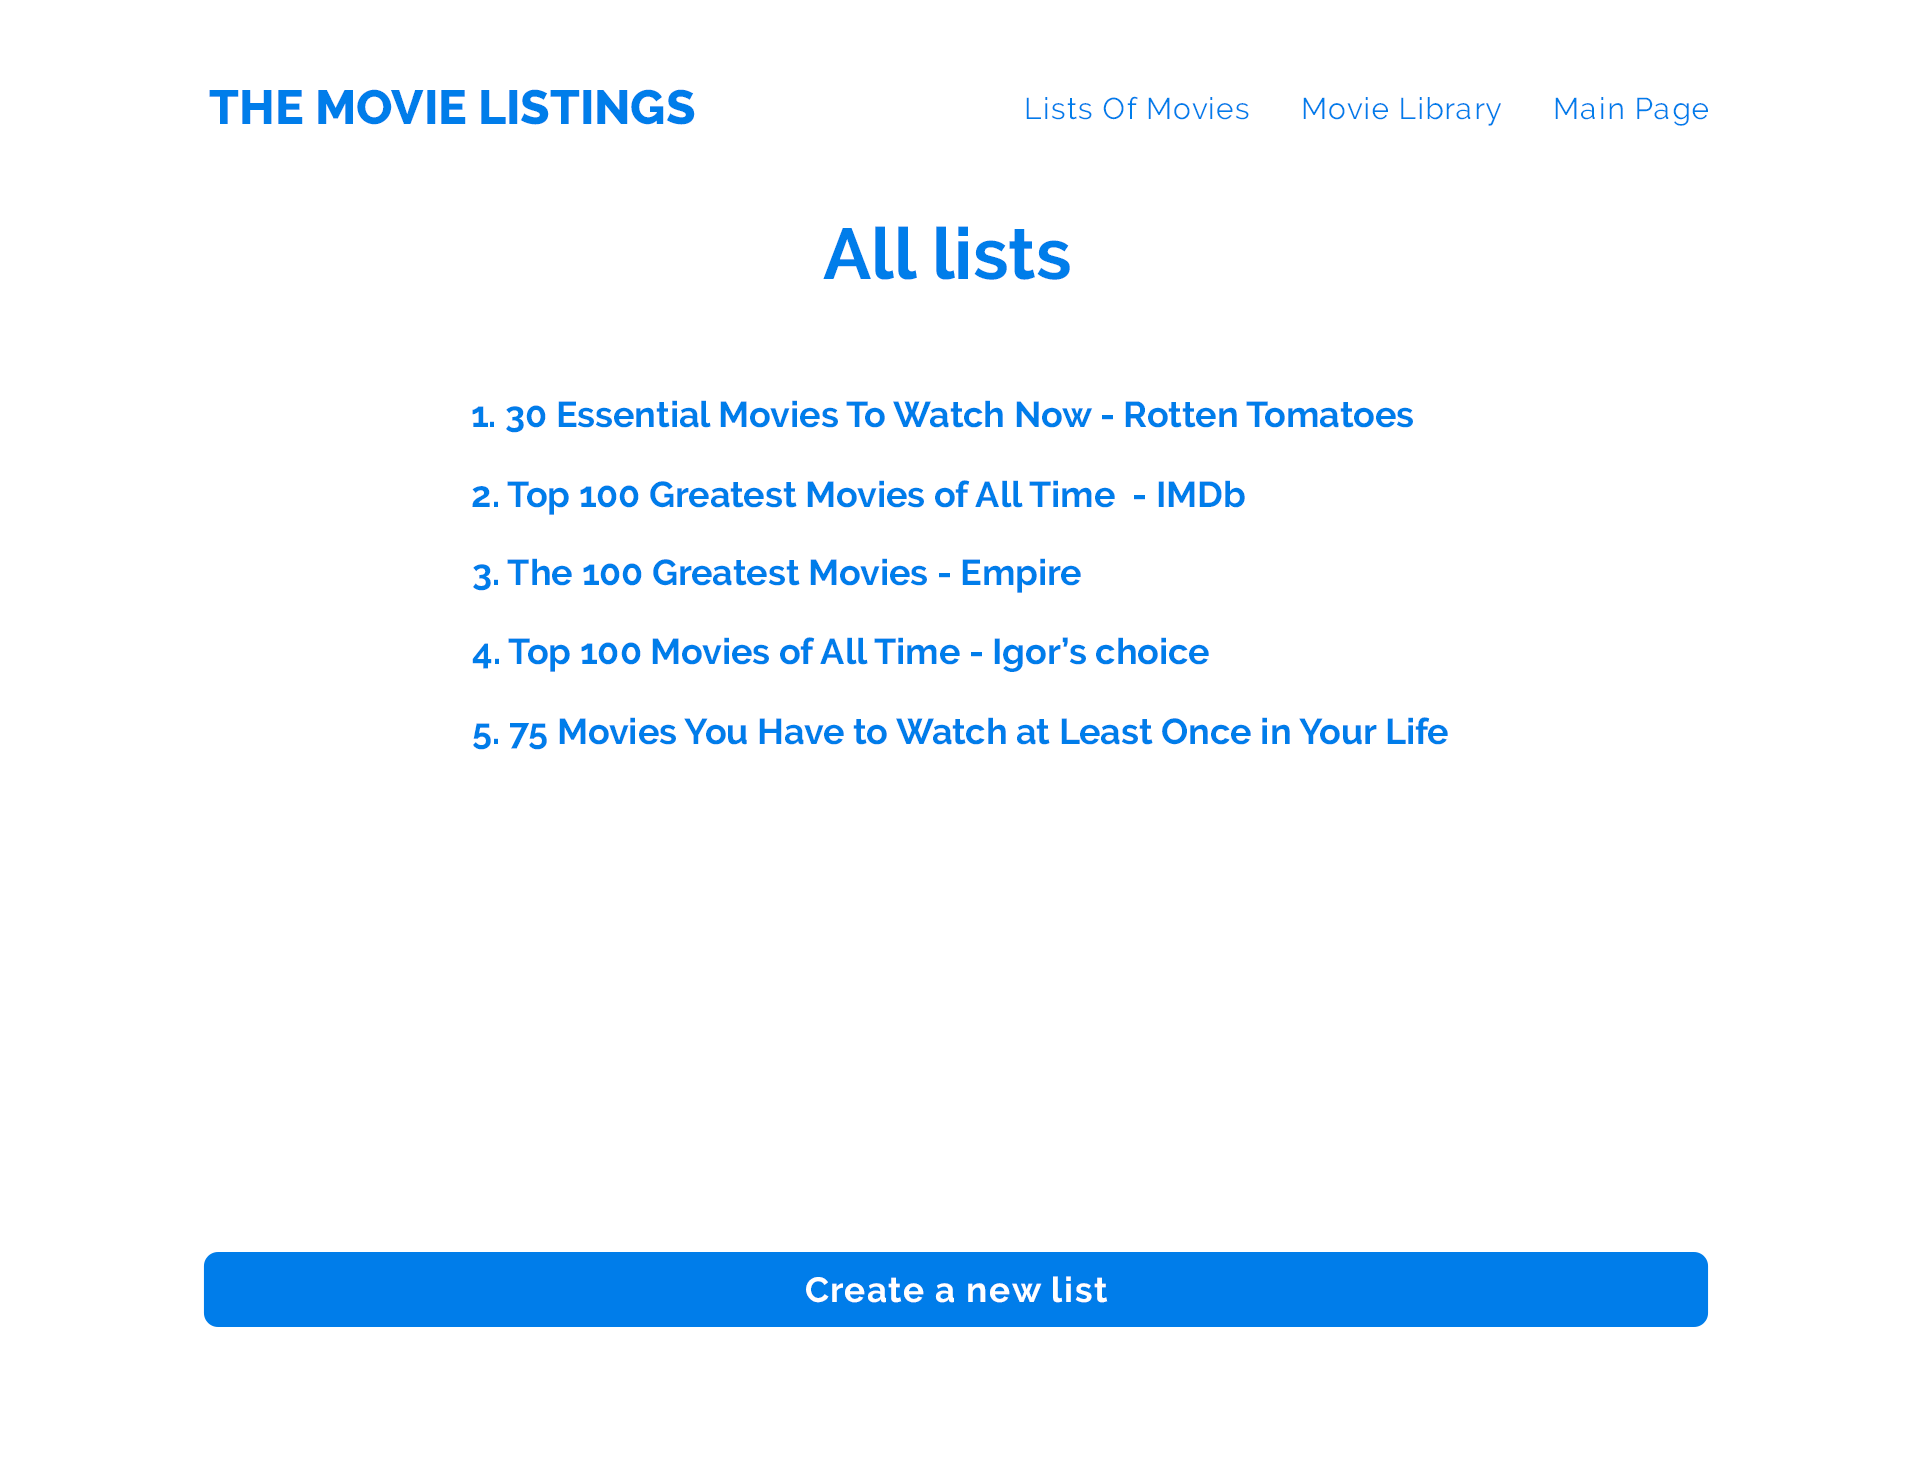 THE MOVIE LISTINGS
Lists Of Movies
Movie Library
Main Page
All lists
1. 30 Essential Movies To Watch Now - Rotten Tomatoes
2. Top 100 Greatest Movies of All Time  - IMDb
3. The 100 Greatest Movies - Empire
4. Top 100 Movies of All Time - Igor’s choice
5. 75 Movies You Have to Watch at Least Once in Your Life
Create a new list